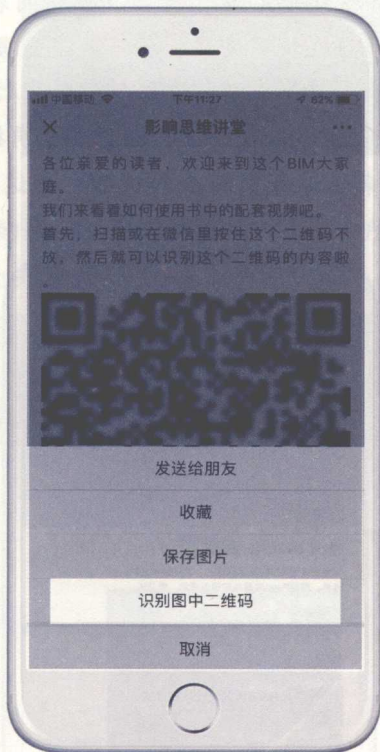 中国移动 下午11:27 62%
× 影响思维讲堂 •••
各位亲爱的读者，欢迎来到这个BIM大家
庭。
我们来看看如何使用书中的配套视频吧。
首先，扫描或在微信里按住这个二维码不
放，然后就可以识别这个二维码的内容啦
。
发送给朋友
收藏
保存图片
识别图中二维码
取消